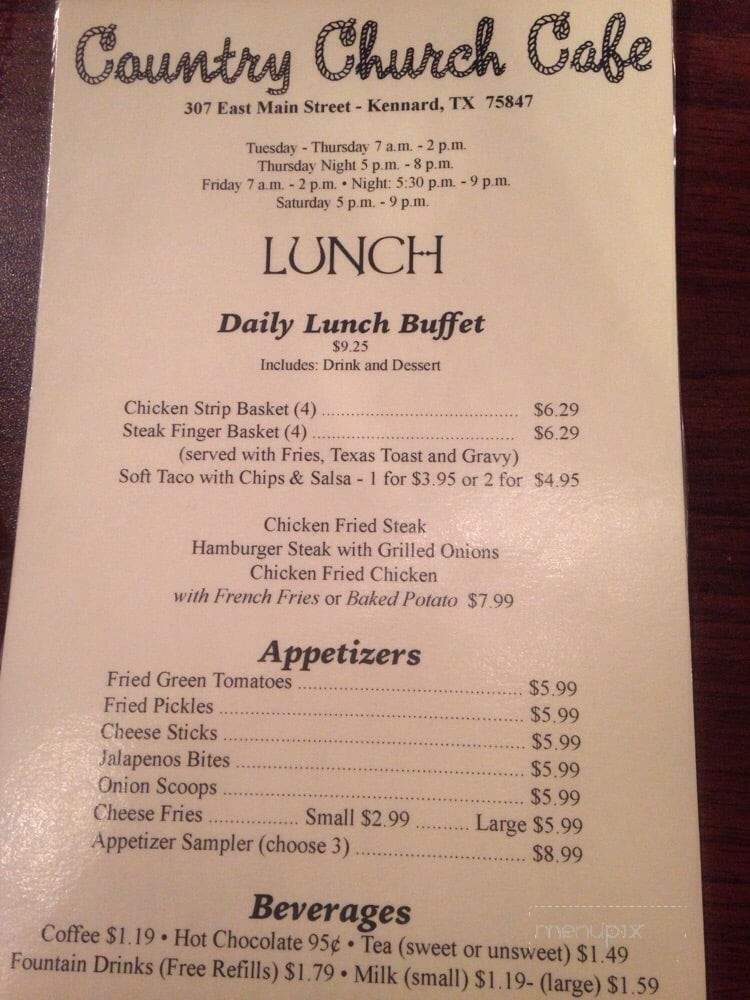 Country Church Cafe
307 East Main Street - Kennard, TX 75847
Tuesday - Thursday 7 a.m. - 2 p.m.
Thursday Night 5 p.m. - 8 p.m.
Friday 7 a.m. - 2 p.m. • Night: 5:30 p.m. - 9 p.m.
Saturday 5 p.m. - 9 p.m.
LUNCH
Daily Lunch Buffet
$9.25
Includes: Drink and Dessert
Chicken Strip Basket (4) ........................................ $6.29
Steak Finger Basket (4) ......................................... $6.29
(served with Fries, Texas Toast and Gravy)
Soft Taco with Chips & Salsa - 1 for $3.95 or 2 for $4.95
Chicken Fried Steak
Hamburger Steak with Grilled Onions
Chicken Fried Chicken
with French Fries or Baked Potato $7.99
Appetizers
Fried Green Tomatoes ............................................. $5.99
Fried Pickles ............................................................. $5.99
Cheese Sticks ............................................................ $5.99
Jalapenos Bites .......................................................... $5.99
Onion Scoops ............................................................ $5.99
Cheese Fries .................. Small $2.99 .......... Large $5.99
Appetizer Sampler (choose 3) .................................. $8.99
Beverages
Coffee $1.19 • Hot Chocolate 95¢ • Tea (sweet or unsweet) $1.49
Fountain Drinks (Free Refills) $1.79 • Milk (small) $1.19- (large) $1.59
menupix